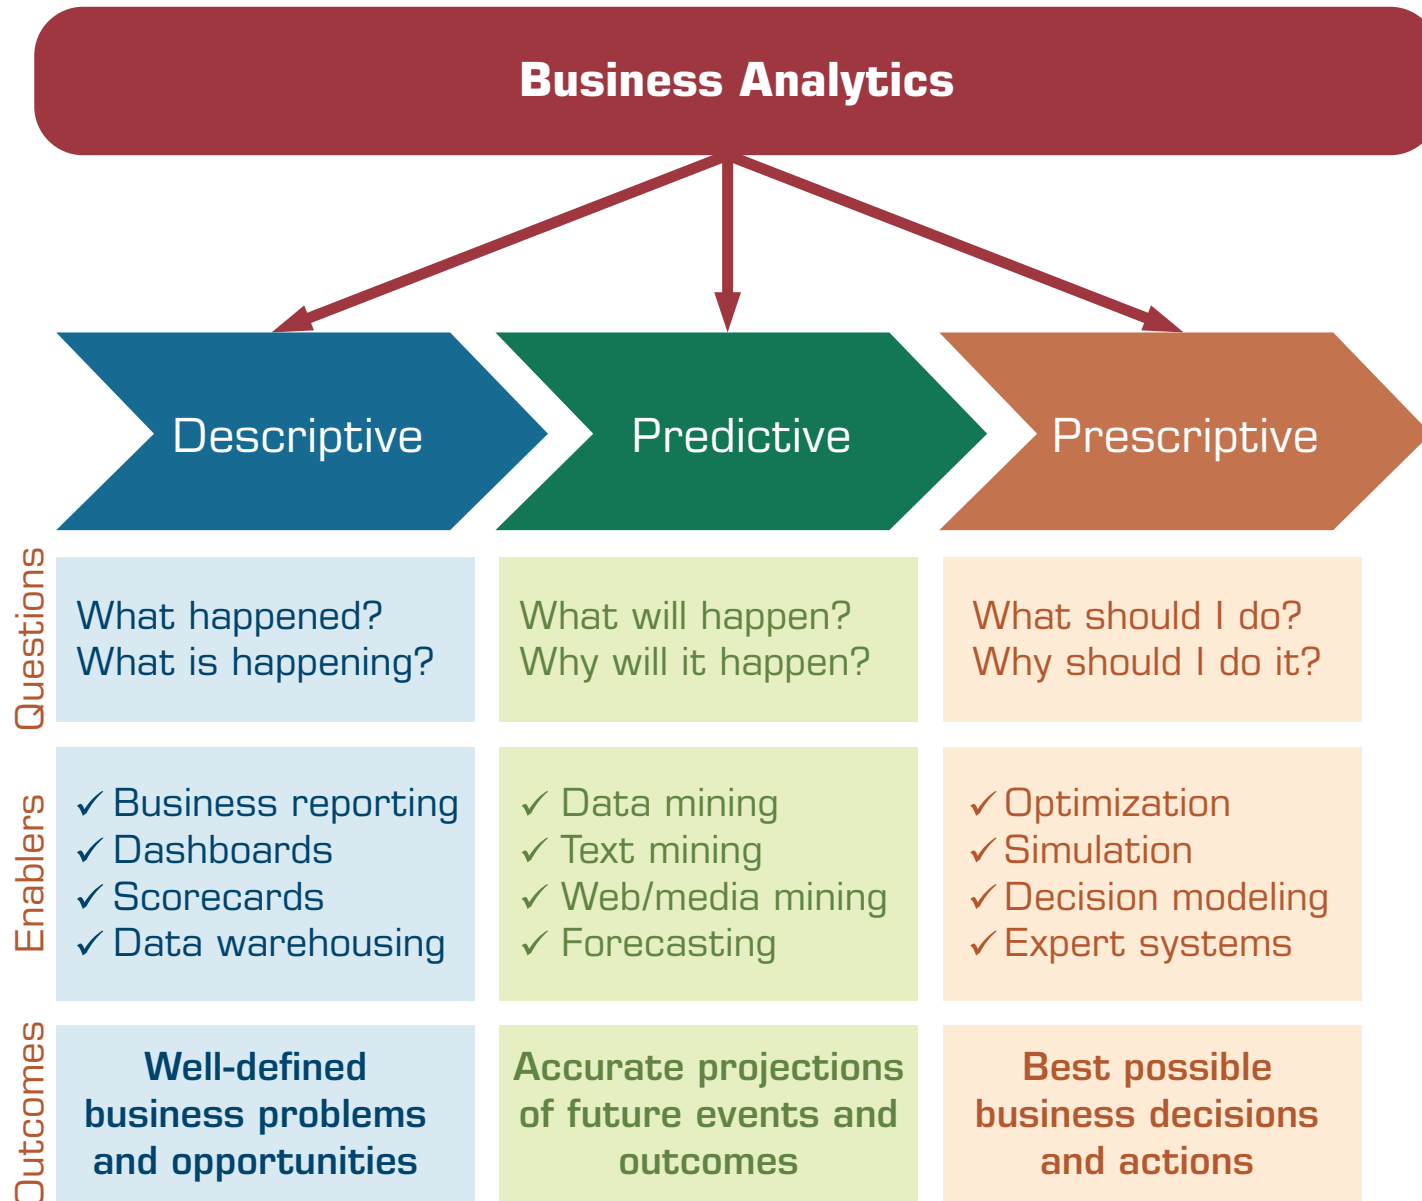 Business Analytics
Descriptive
Predictive
Prescriptive
Questions
What happened?
What is happening?
What will happen?
Why will it happen?
What should I do?
Why should I do it?
Enablers
✓ Business reporting
✓ Dashboards
✓ Scorecards
✓ Data warehousing
✓ Data mining
✓ Text mining
✓ Web/media mining
✓ Forecasting
✓ Optimization
✓ Simulation
✓ Decision modeling
✓ Expert systems
Outcomes
Well-defined
business problems
and opportunities
Accurate projections
of future events and
outcomes
Best possible
business decisions
and actions